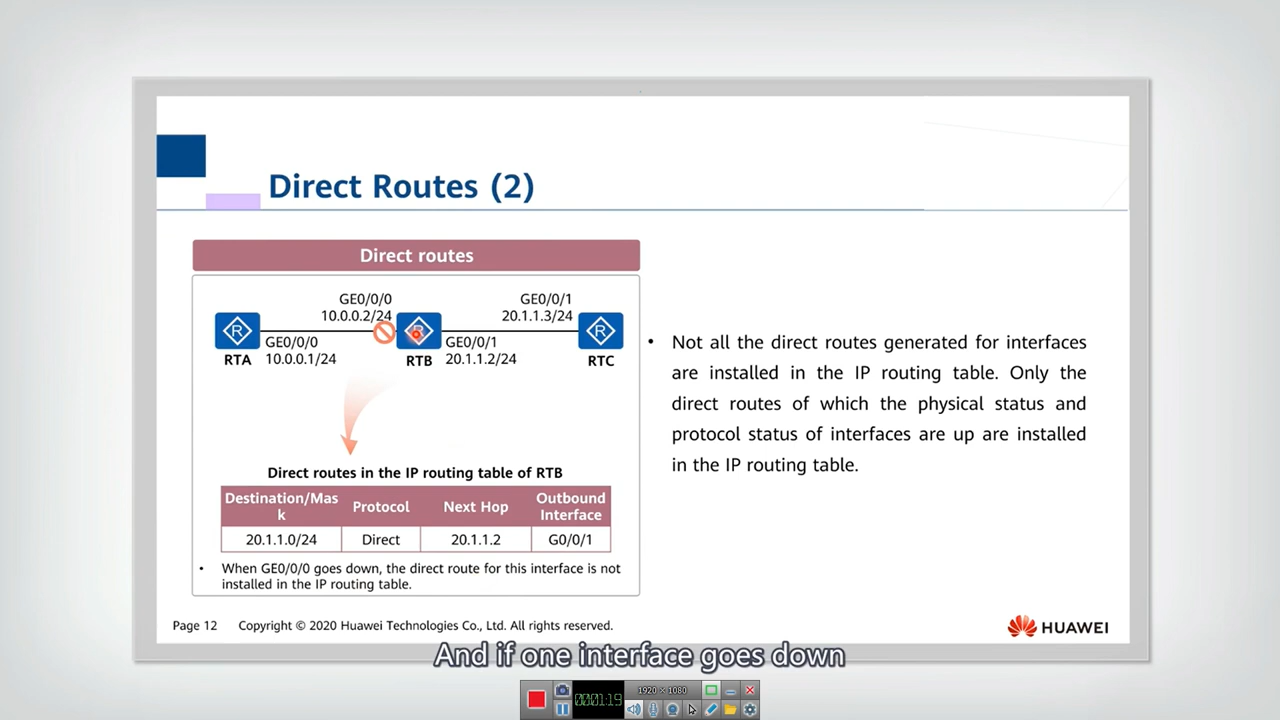 Direct Routes (2)
Direct routes
GE0/0/0
10.0.0.2/24
GE0/0/1
20.1.1.3/24
R
R
R
GE0/0/0
10.0.0.1/24
GE0/0/1
20.1.1.2/24
RTA
RTB
RTC
Direct routes in the IP routing table of RTB
Destination/Mas
k
Protocol
Next Hop
Outbound
Interface
20.1.1.0/24
Direct
20.1.1.2
G0/0/1
• When GE0/0/0 goes down, the direct route for this interface is not
installed in the IP routing table.
• Not all the direct routes generated for interfaces
are installed in the IP routing table. Only the
direct routes of which the physical status and
protocol status of interfaces are up are installed
in the IP routing table.
Page 12
Copyright © 2020 Huawei Technologies Co., Ltd. All rights reserved.
HUAWEI
And if one interface goes down
000:01:19
1920 × 1080